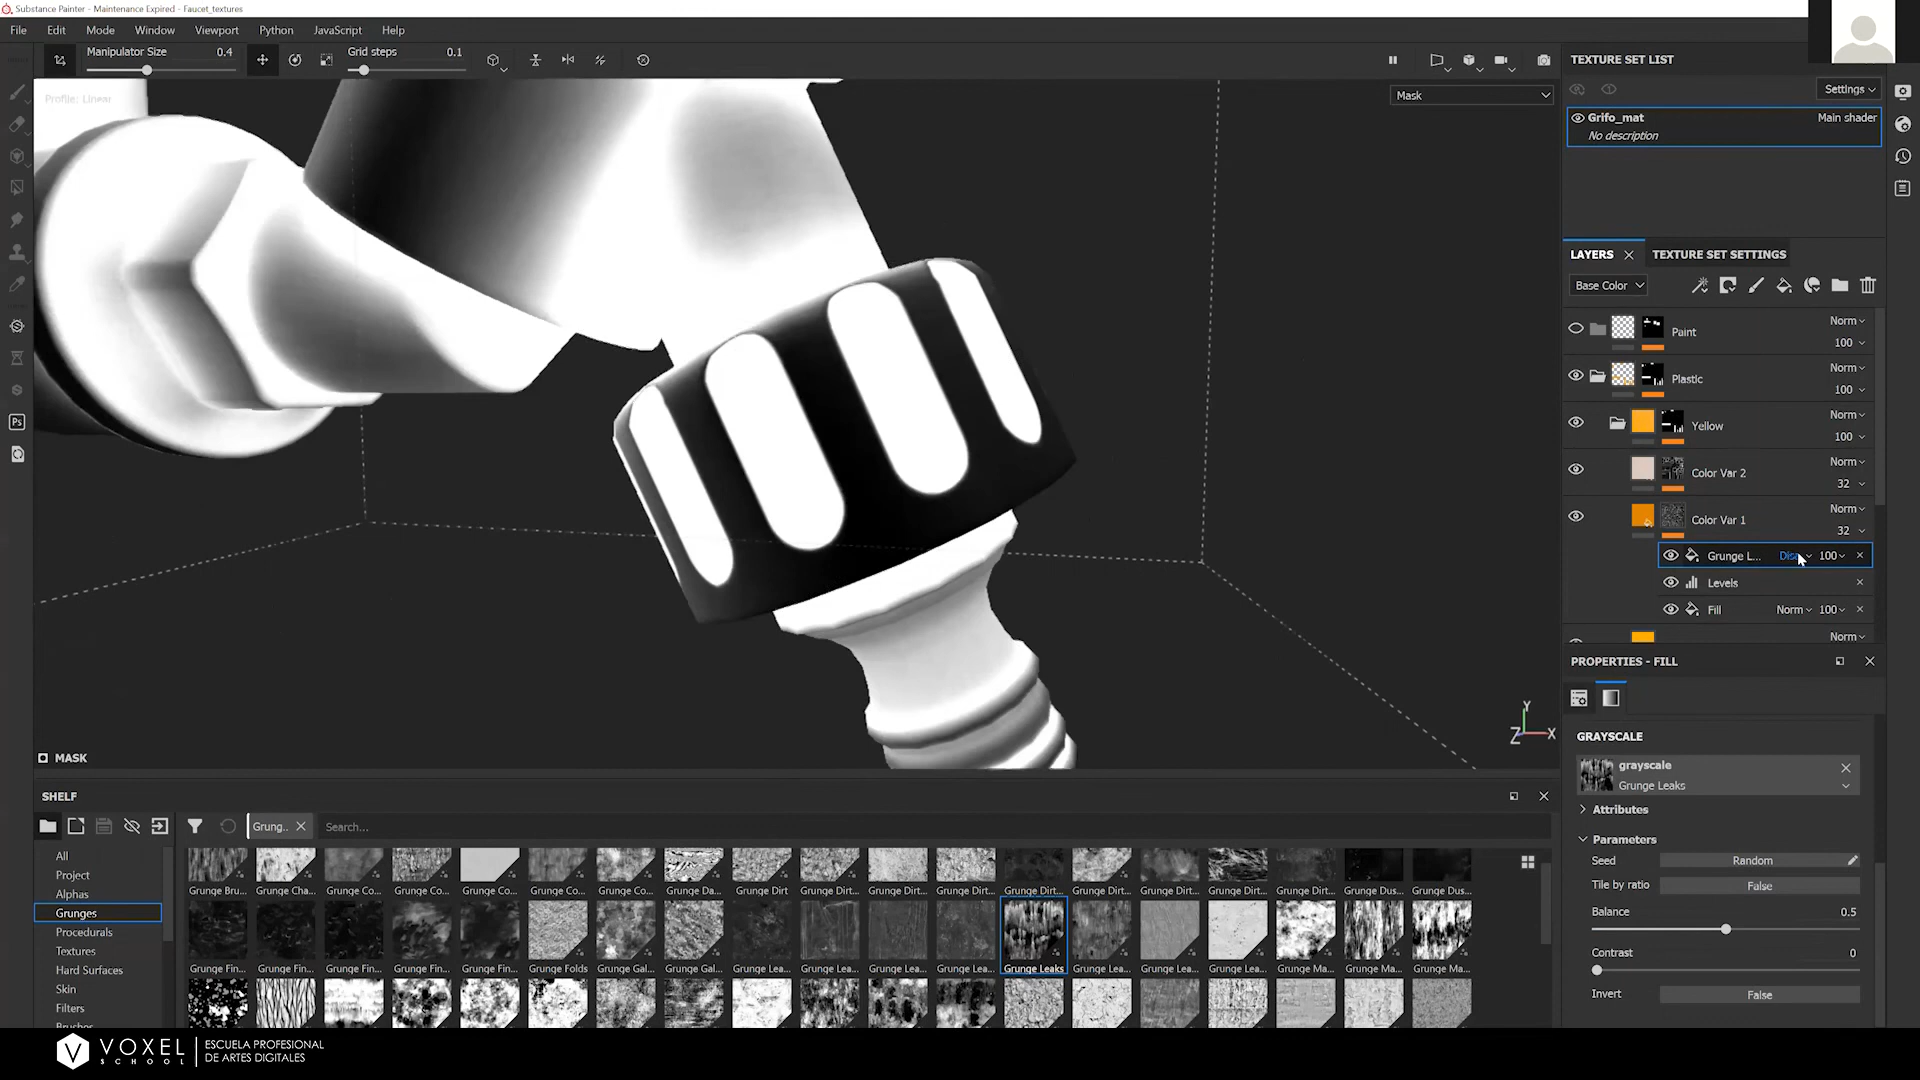 Substance Painter - Maintenance Expired - Faucet_textures
File Edit Mode Window Viewport Python JavaScript Help
Manipulator Size 0.4
Grid steps 0.1
Profile: Linear
Mask
MASK
TEXTURE SET LIST
Settings
Grifo_mat Main shader
No description
LAYERS TEXTURE SET SETTINGS
Base Color
Paint Norm 100
Plastic Norm 100
Yellow Norm 100
Color Var 2 Norm 32
Color Var 1 Norm 32
Grunge L... 100
Levels
Fill Norm 100
Norm
PROPERTIES - FILL
GRAYSCALE
grayscale
Grunge Leaks
Attributes
Parameters
Seed Random
Tile by ratio False
Balance 0.5
Contrast 0
Invert False
Ps
Y
Z X
SHELF
Grung.. Search...
All
Project
Alphas
Grunges
Procedurals
Textures
Hard Surfaces
Skin
Filters
Brushes
Grunge Bru... Grunge Cha... Grunge Co... Grunge Co... Grunge Co... Grunge Co... Grunge Co... Grunge Da... Grunge Dirt Grunge Dirt... Grunge Dirt... Grunge Dirt... Grunge Dirt... Grunge Dirt... Grunge Dirt... Grunge Dirt... Grunge Dirt... Grunge Dus... Grunge Dus...
Grunge Fin... Grunge Fin... Grunge Fin... Grunge Fin... Grunge Fin... Grunge Folds Grunge Gal... Grunge Gal... Grunge Lea... Grunge Lea... Grunge Lea... Grunge Lea... Grunge Leaks Grunge Lea... Grunge Lea... Grunge Lea... Grunge Ma... Grunge Ma... Grunge Ma...
VOXEL
SCHOOL
ESCUELA PROFESIONAL
DE ARTES DIGITALES